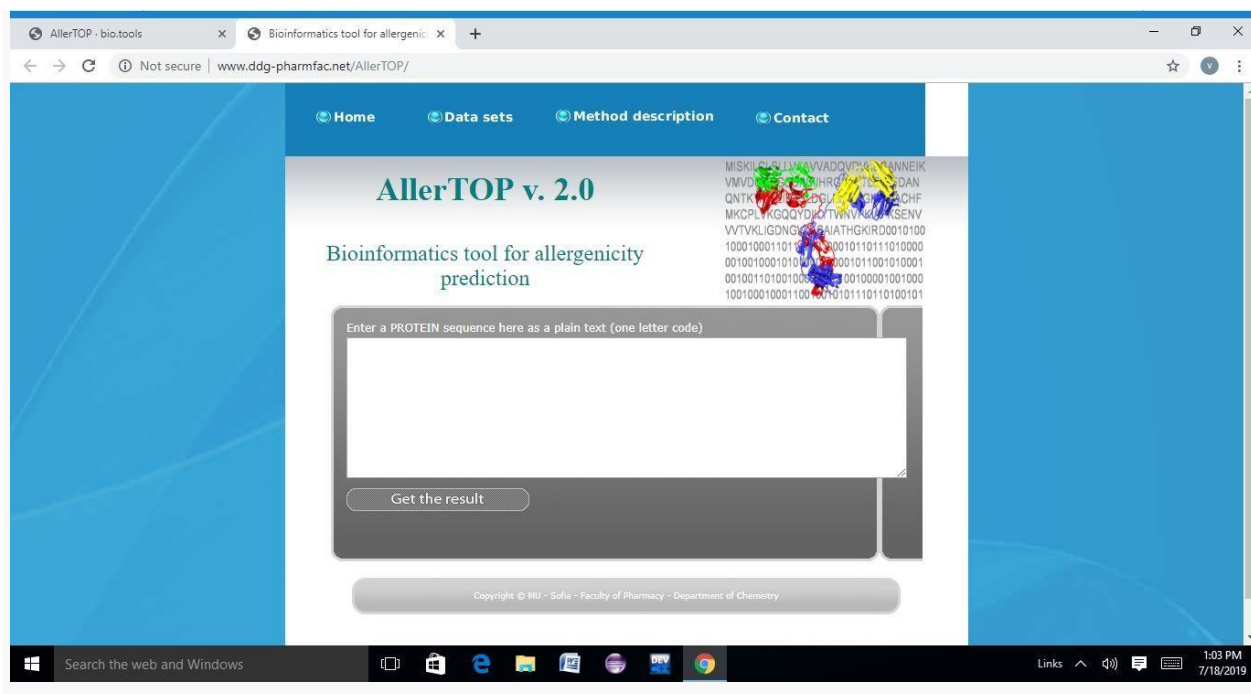 AllerTOP · bio.tools
Bioinformatics tool for allergenic
Not secure | www.ddg-pharmfac.net/AllerTOP/
V
Home Data sets Method description Contact
AllerTOP v. 2.0
Bioinformatics tool for allergenicity
prediction
Enter a PROTEIN sequence here as a plain text (one letter code)
Get the result
Copyright © MU - Sofia - Faculty of Pharmacy - Department of Chemistry
Search the web and Windows
DEV
Links
1:03 PM
7/18/2019